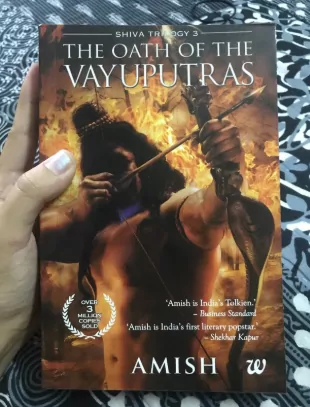 SHIVA TRILOGY 3
THE OATH OF THE
VAYUPUTRAS
OVER
3
MILLION
COPIES
SOLD
'Amish is India's Tolkien.'
– Business Standard
'Amish is India's first literary popstar.'
– Shekhar Kapur
AMISH
w